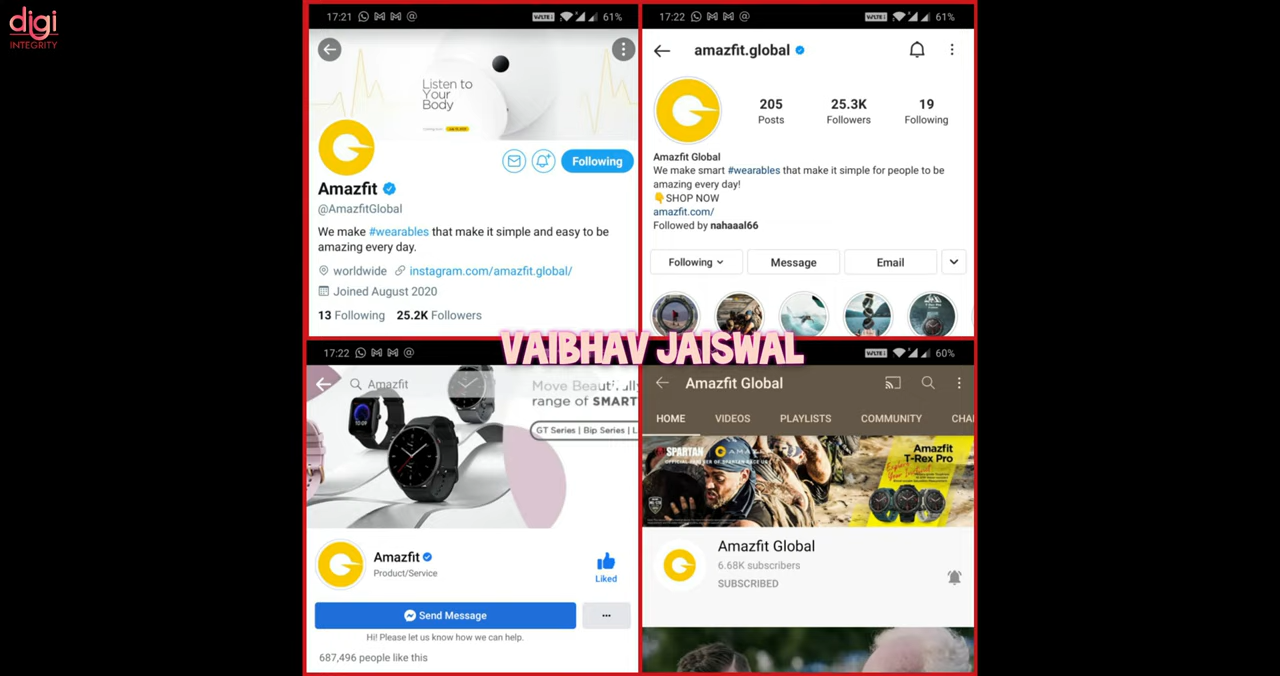 digi
INTEGRITY
17:21
61%
Listen to
Your
Body
Following
Amazfit
@AmazfitGlobal
We make #wearables that make it simple and easy to be
amazing every day.
worldwide instagram.com/amazfit.global/
Joined August 2020
13 Following 25.2K Followers
17:22
61%
amazfit.global
205 25.3K 19
Posts Followers Following
Amazfit Global
We make smart #wearables that make it simple for people to be
amazing every day!
👇SHOP NOW
amazfit.com/
Followed by nahaaal66
Following Message Email
VAIBHAV JAISWAL
17:22
Amazfit
Move Beautifully
range of SMART
GT Series | Bip Series |
Amazfit
Product/Service
Liked
Send Message
Hi! Please let us know how we can help.
687,496 people like this
60%
Amazfit Global
HOME VIDEOS PLAYLISTS COMMUNITY CHA
SPARTAN
Amazfit
T-Rex Pro
Amazfit Global
6.68K subscribers
SUBSCRIBED